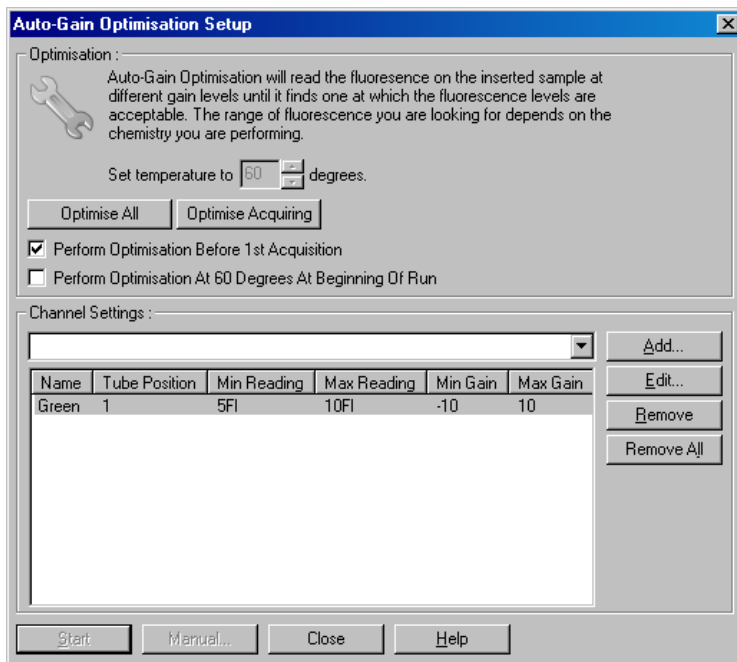 Auto-Gain Optimisation Setup
Optimisation :
Auto-Gain Optimisation will read the fluoresence on the inserted sample at
different gain levels until it finds one at which the fluorescence levels are
acceptable. The range of fluorescence you are looking for depends on the
chemistry you are performing.
Set temperature to 60 degrees.
Optimise All Optimise Acquiring
Perform Optimisation Before 1st Acquisition
Perform Optimisation At 60 Degrees At Beginning Of Run
Channel Settings :
Add...
Name Tube Position Min Reading Max Reading Min Gain Max Gain
Edit...
Green 1 5Fl 10Fl -10 10
Remove
Remove All
Start Manual... Close Help